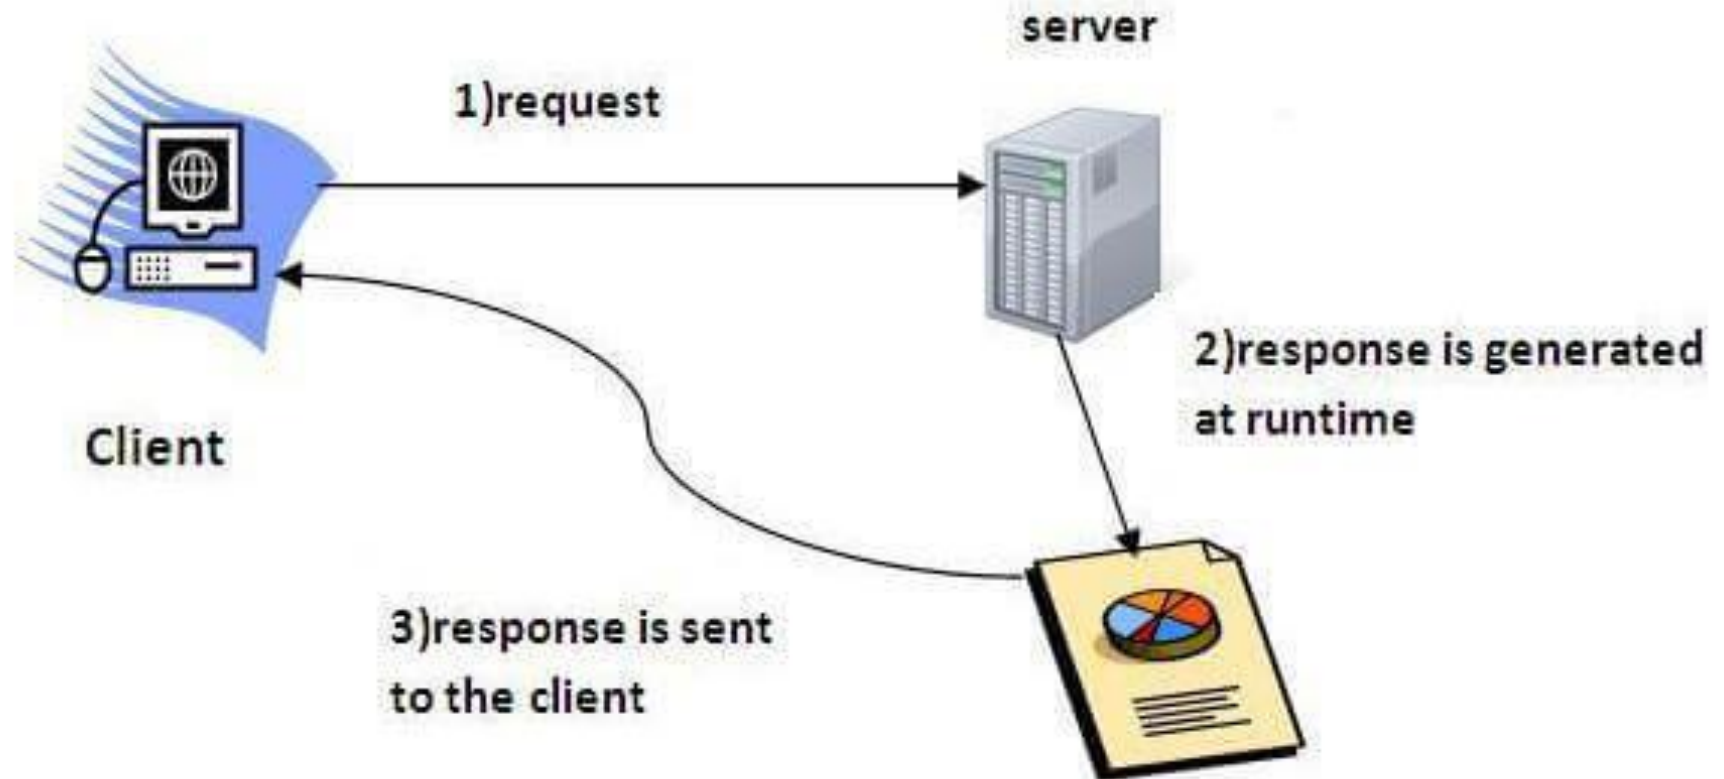 server
1)request
2)response is generated
at runtime
Client
3)response is sent
to the client